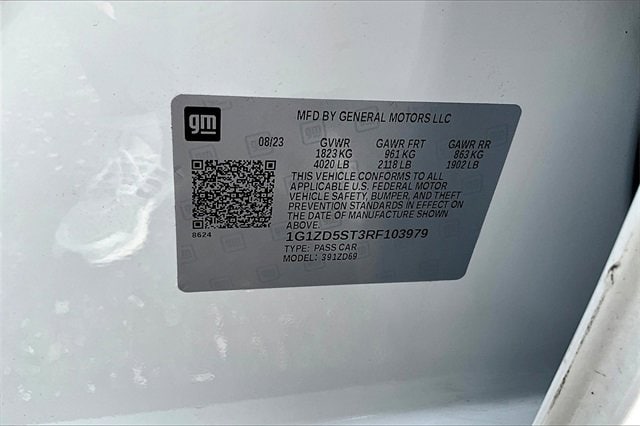 gm
MFD BY GENERAL MOTORS LLC
08/23 GVWR GAWR FRT GAWR RR
1823 KG 961 KG 863 KG
4020 LB 2118 LB 1902 LB
THIS VEHICLE CONFORMS TO ALL
APPLICABLE U.S. FEDERAL MOTOR
VEHICLE SAFETY, BUMPER, AND THEFT
PREVENTION STANDARDS IN EFFECT ON
THE DATE OF MANUFACTURE SHOWN
ABOVE.
8624
1G1ZD5ST3RF103979
TYPE: PASS CAR
MODEL: 391ZD69